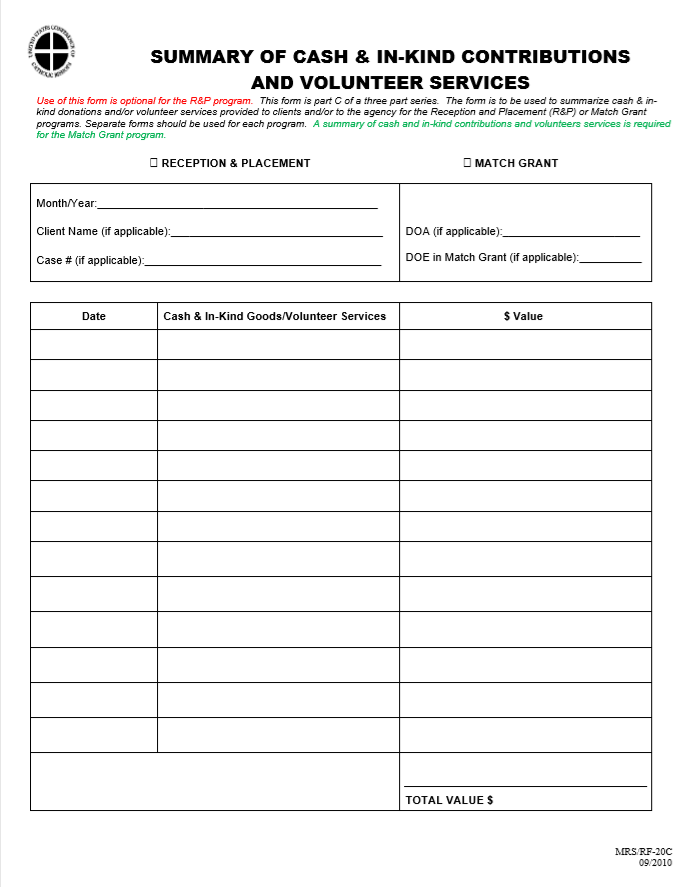 UNITED STATES CONFERENCE OF
CATHOLIC BISHOPS
SUMMARY OF CASH & IN-KIND CONTRIBUTIONS
AND VOLUNTEER SERVICES
Use of this form is optional for the R&P program.  This form is part C of a three part series.  The form is to be used to summarize cash & in-
kind donations and/or volunteer services provided to clients and/or to the agency for the Reception and Placement (R&P) or Match Grant
programs. Separate forms should be used for each program.  A summary of cash and in-kind contributions and volunteers services is required
for the Match Grant program.
☐ RECEPTION & PLACEMENT ☐ MATCH GRANT
Month/Year:
Client Name (if applicable): DOA (if applicable):
Case # (if applicable): DOE in Match Grant (if applicable):
Date Cash & In-Kind Goods/Volunteer Services $ Value
TOTAL VALUE $
MRS/RF-20C
09/2010